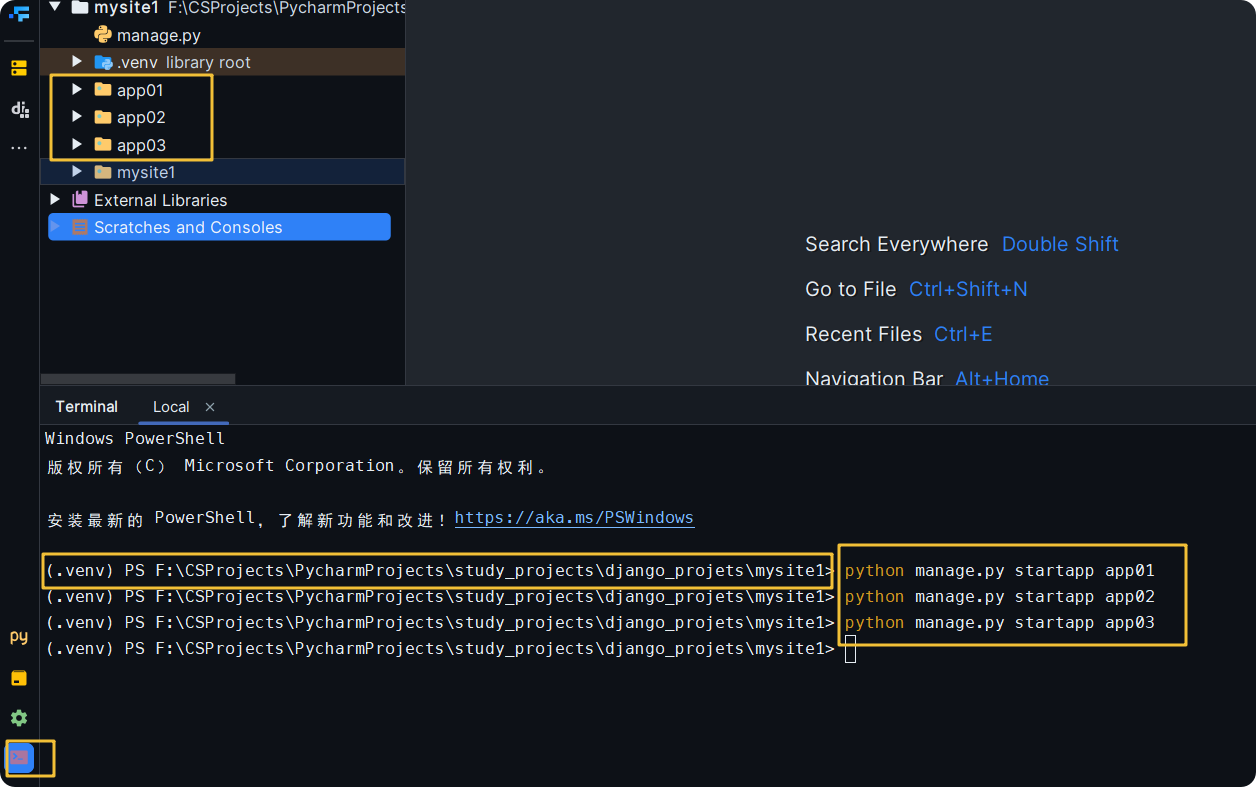 mysite1 F:\CSProjects\PycharmProjects
manage.py
.venv library root
app01
app02
app03
mysite1
External Libraries
Scratches and Consoles
Search Everywhere Double Shift
Go to File Ctrl+Shift+N
Recent Files Ctrl+E
Navigation Bar Alt+Home
Terminal Local ×
Windows PowerShell
版权所有（C） Microsoft Corporation。保留所有权利。
安装最新的 PowerShell，了解新功能和改进！https://aka.ms/PSWindows
(.venv) PS F:\CSProjects\PycharmProjects\study_projects\django_projets\mysite1> python manage.py startapp app01
(.venv) PS F:\CSProjects\PycharmProjects\study_projects\django_projets\mysite1> python manage.py startapp app02
(.venv) PS F:\CSProjects\PycharmProjects\study_projects\django_projets\mysite1> python manage.py startapp app03
(.venv) PS F:\CSProjects\PycharmProjects\study_projects\django_projets\mysite1>